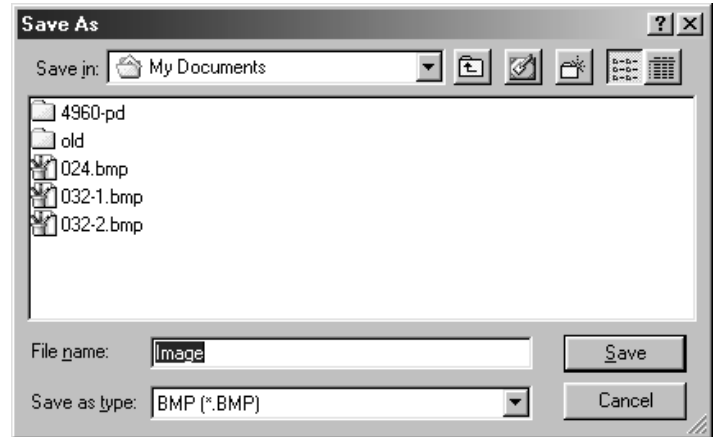 Save As
Save in: My Documents
4960-pd
old
024.bmp
032-1.bmp
032-2.bmp
File name: Image Save
Save as type: BMP (*.BMP) Cancel